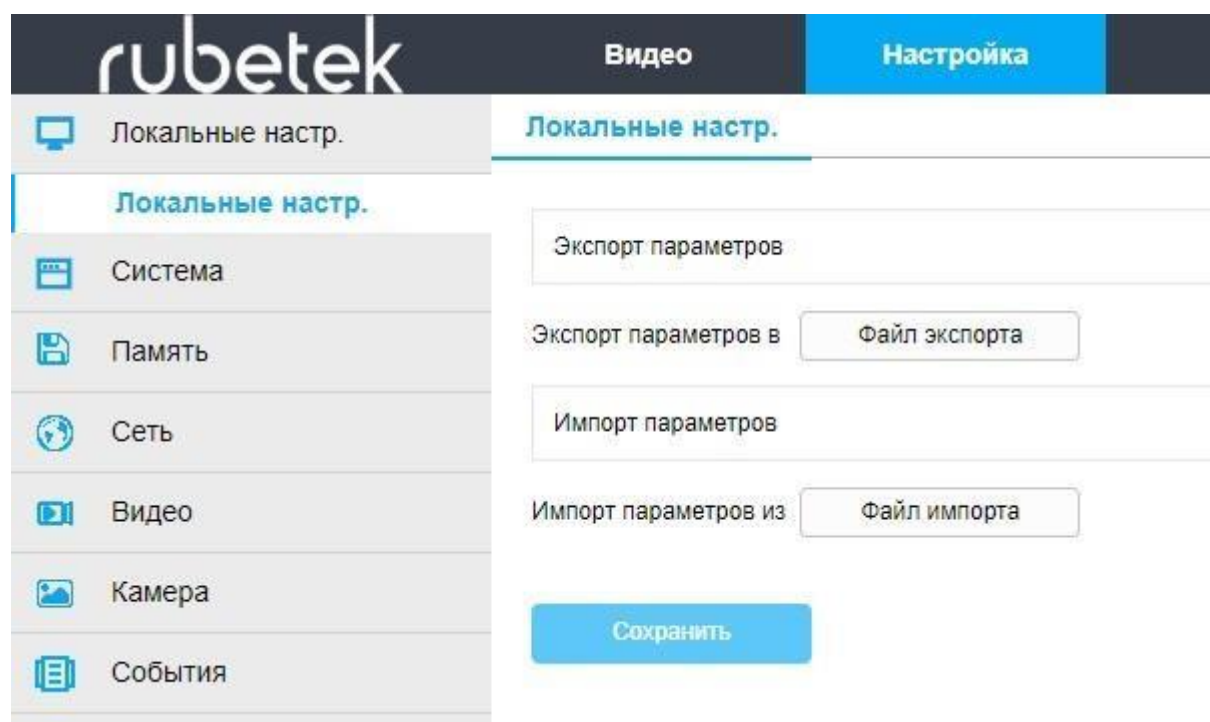 rubetek
Видео
Настройка
Локальные настр.
Локальные настр.
Система
Память
Сеть
Видео
Камера
События
Локальные настр.
Экспорт параметров
Экспорт параметров в
Файл экспорта
Импорт параметров
Импорт параметров из
Файл импорта
Сохранить